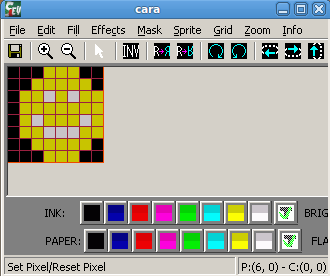 cara
File Edit Fill Effects Mask Sprite Grid Zoom Info
INV
INK: BRIG
PAPER: FLA
Set Pixel/Reset Pixel P:(6, 0) - C:(0, 0)